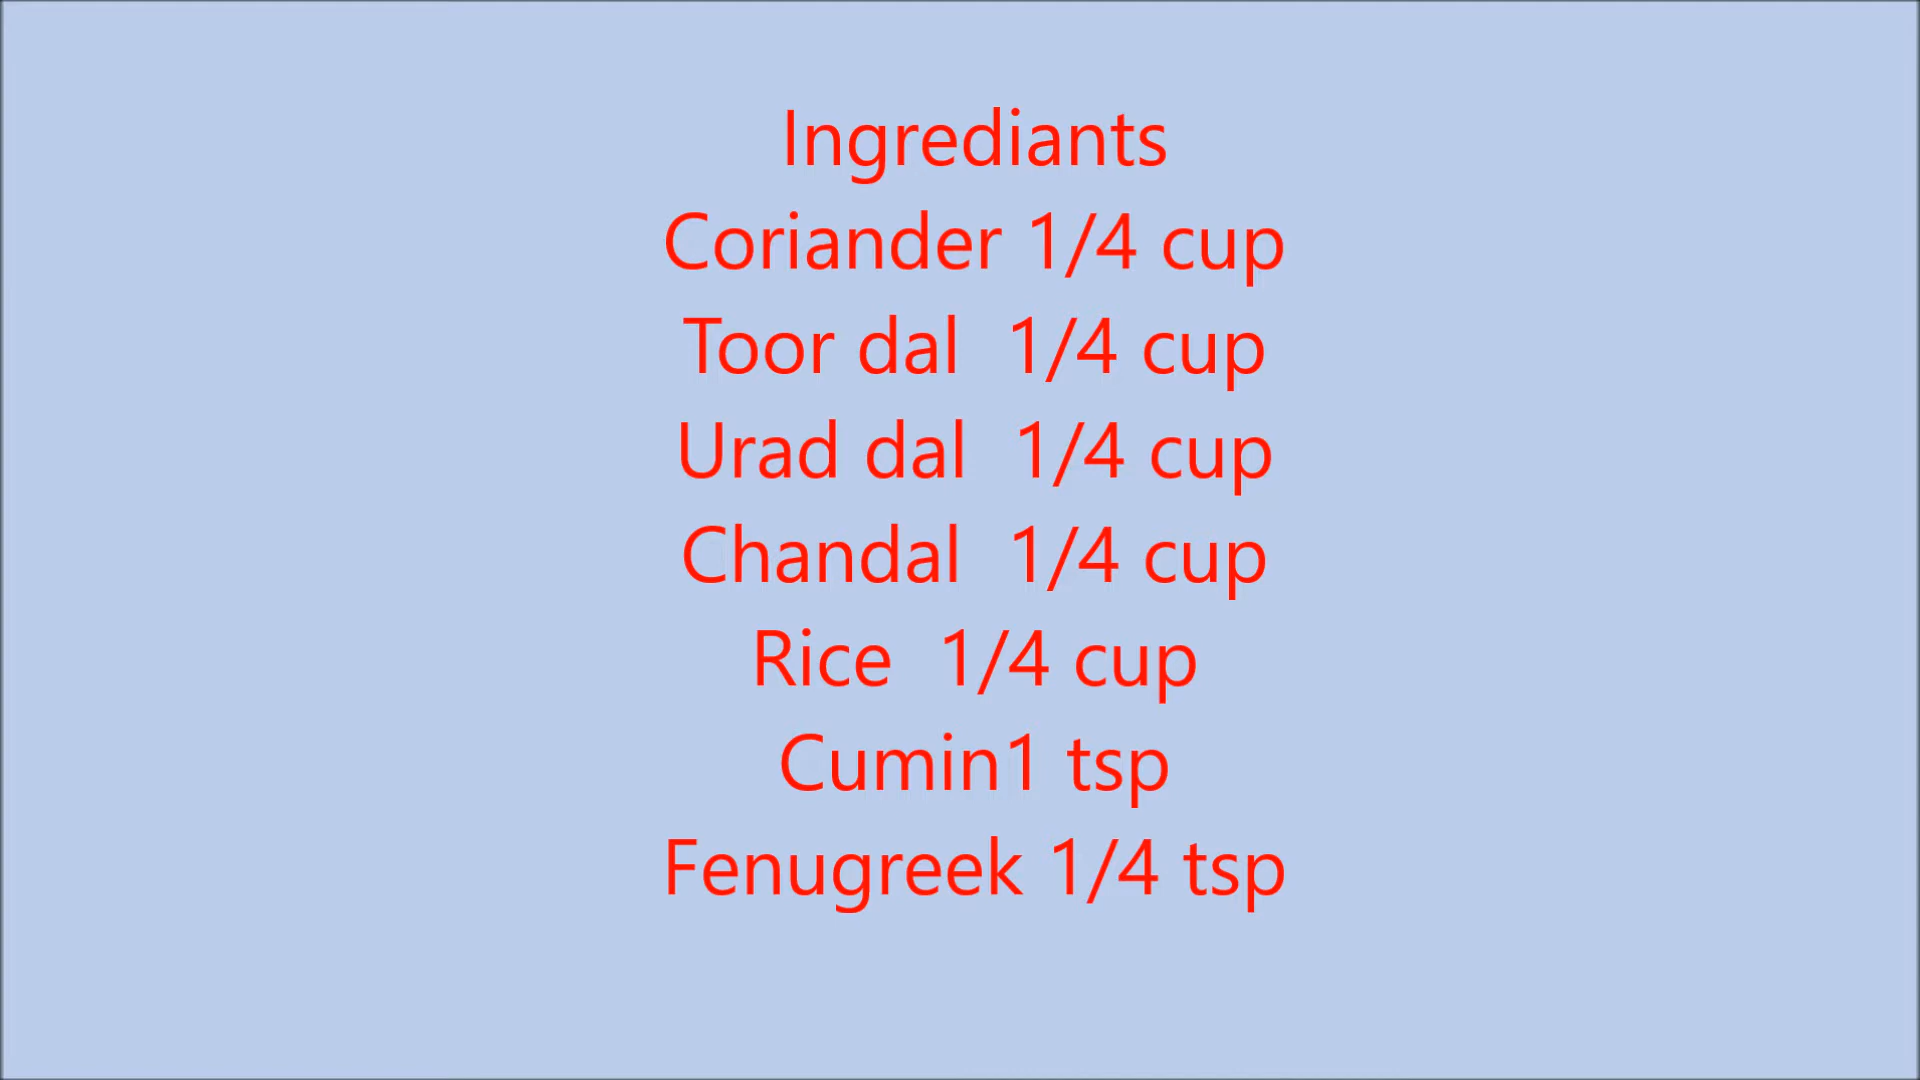 Ingrediants
Coriander 1/4 cup
Toor dal  1/4 cup
Urad dal  1/4 cup
Chandal  1/4 cup
Rice  1/4 cup
Cumin1 tsp
Fenugreek 1/4 tsp